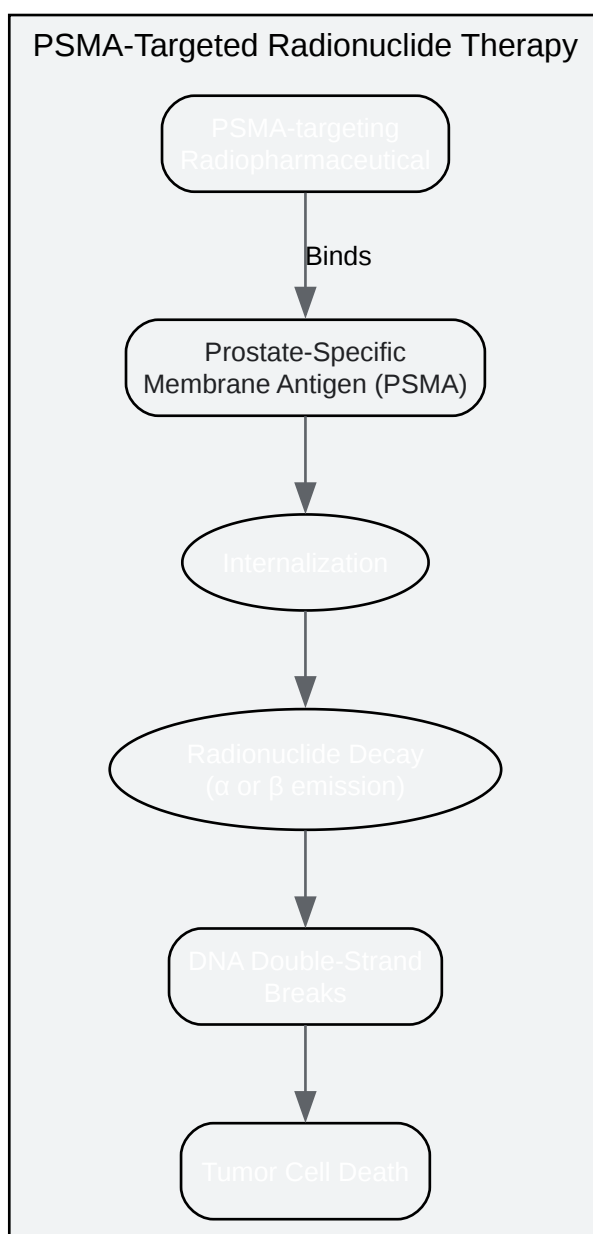 PSMA-Targeted Radionuclide Therapy
PSMA-targeting
Radiopharmaceutical
Binds
Prostate-Specific
Membrane Antigen (PSMA)
Internalization
Radionuclide Decay
(α or β emission)
DNA Double-Strand
Breaks
Tumor Cell Death